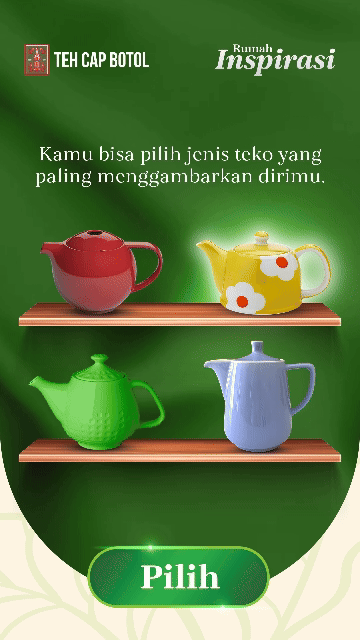 TEH CAP BOTOL
Rumah
Inspirasi
Kamu bisa pilih jenis teko yang
paling menggambarkan dirimu.
Pilih